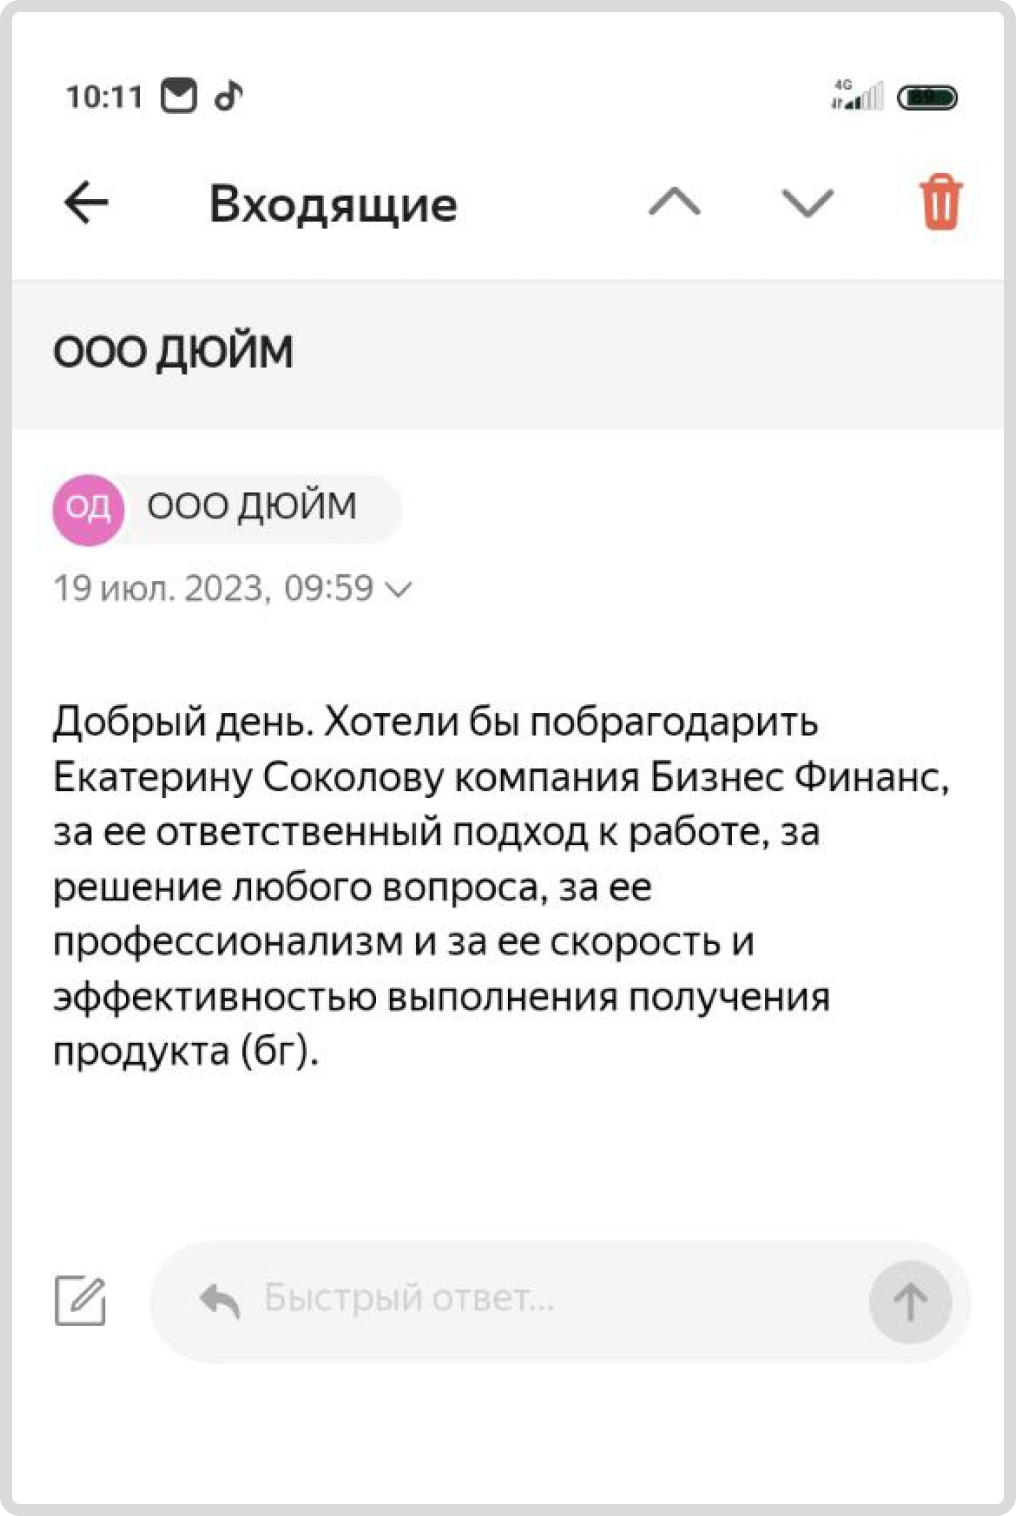 10:11
4G
89
Входящие
ООО ДЮЙМ
ОД ООО ДЮЙМ
19 июл. 2023, 09:59
Добрый день. Хотели бы побрагодарить
Екатерину Соколову компания Бизнес Финанс,
за ее ответственный подход к работе, за
решение любого вопроса, за ее
профессионализм и за ее скорость и
эффективностью выполнения получения
продукта (бг).
Быстрый ответ...